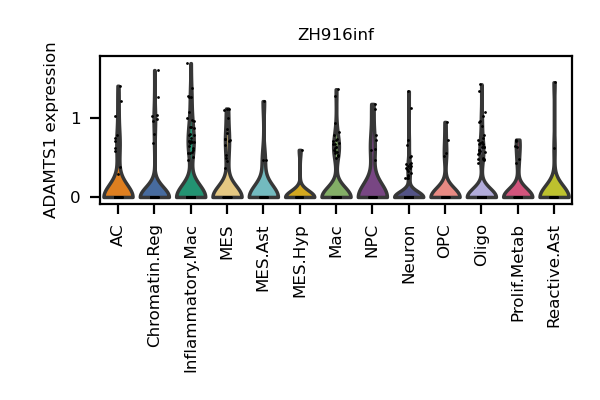 ZH916inf
ADAMTS1 expression
1
0
AC
Chromatin.Reg
Inflammatory.Mac
MES
MES.Ast
MES.Hyp
Mac
NPC
Neuron
OPC
Oligo
Prolif.Metab
Reactive.Ast